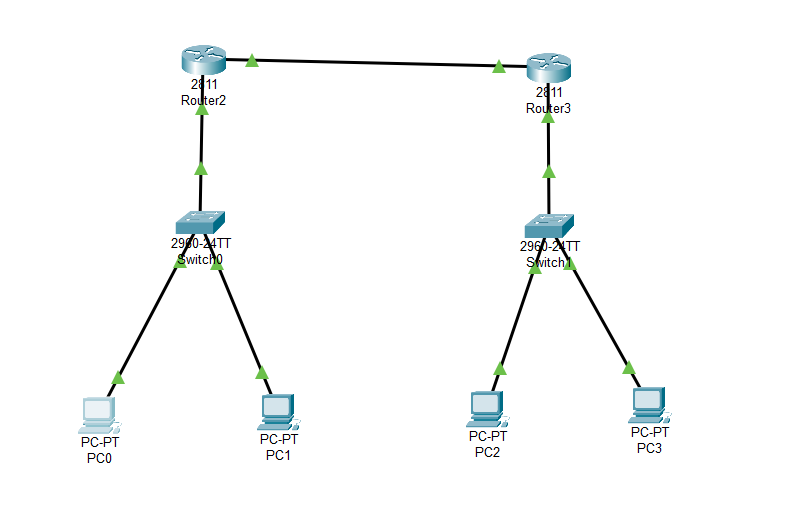 2811
Router2
2811
Router3
2960-24TT
Switch0
2960-24TT
Switch1
PC-PT
PC0
PC-PT
PC1
PC-PT
PC2
PC-PT
PC3